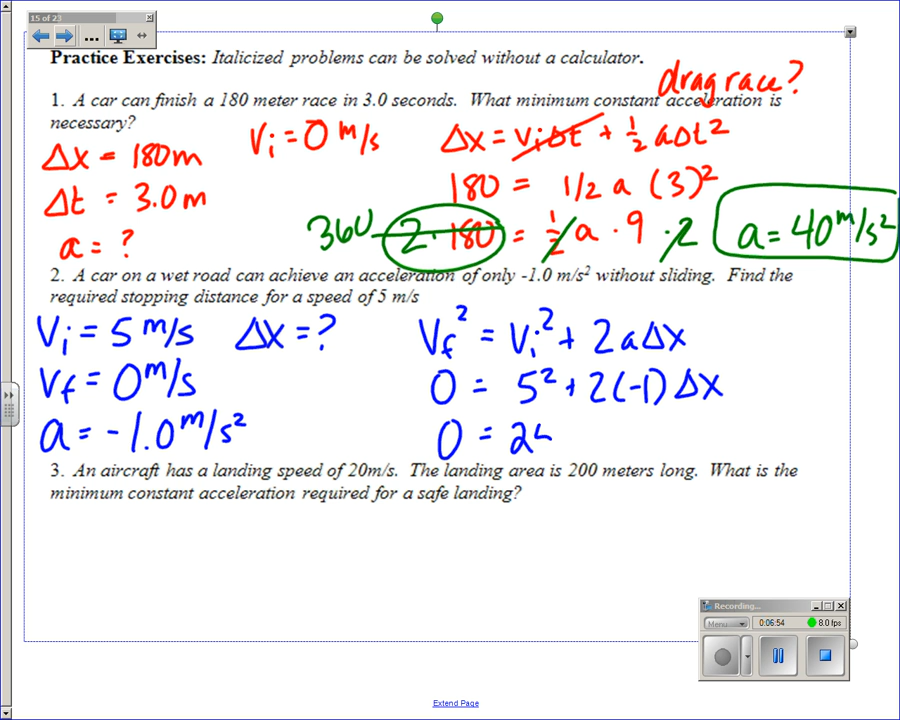 15 of 23
Practice Exercises: Italicized problems can be solved without a calculator.
drag race?
1. A car can finish a 180 meter race in 3.0 seconds. What minimum constant acceleration is
necessary?
Vi = 0 m/s
Δx = Vi Δt + ½ aΔt²
Δx = 180m
180 = 1/2 a (3)²
Δt = 3.0 m
360 2·180 = ½ a · 9 · 2
a = 40 m/s²
a = ?
2. A car on a wet road can achieve an acceleration of only -1.0 m/s² without sliding. Find the
required stopping distance for a speed of 5 m/s
Vi = 5 m/s Δx = ? Vf² = Vi² + 2aΔx
Vf = 0 m/s 0 = 5² + 2(-1) Δx
a = -1.0 m/s² 0 = 2
3. An aircraft has a landing speed of 20m/s. The landing area is 200 meters long. What is the
minimum constant acceleration required for a safe landing?
Recording...
Menu 0:06:54 8.0 fps
Extend Page